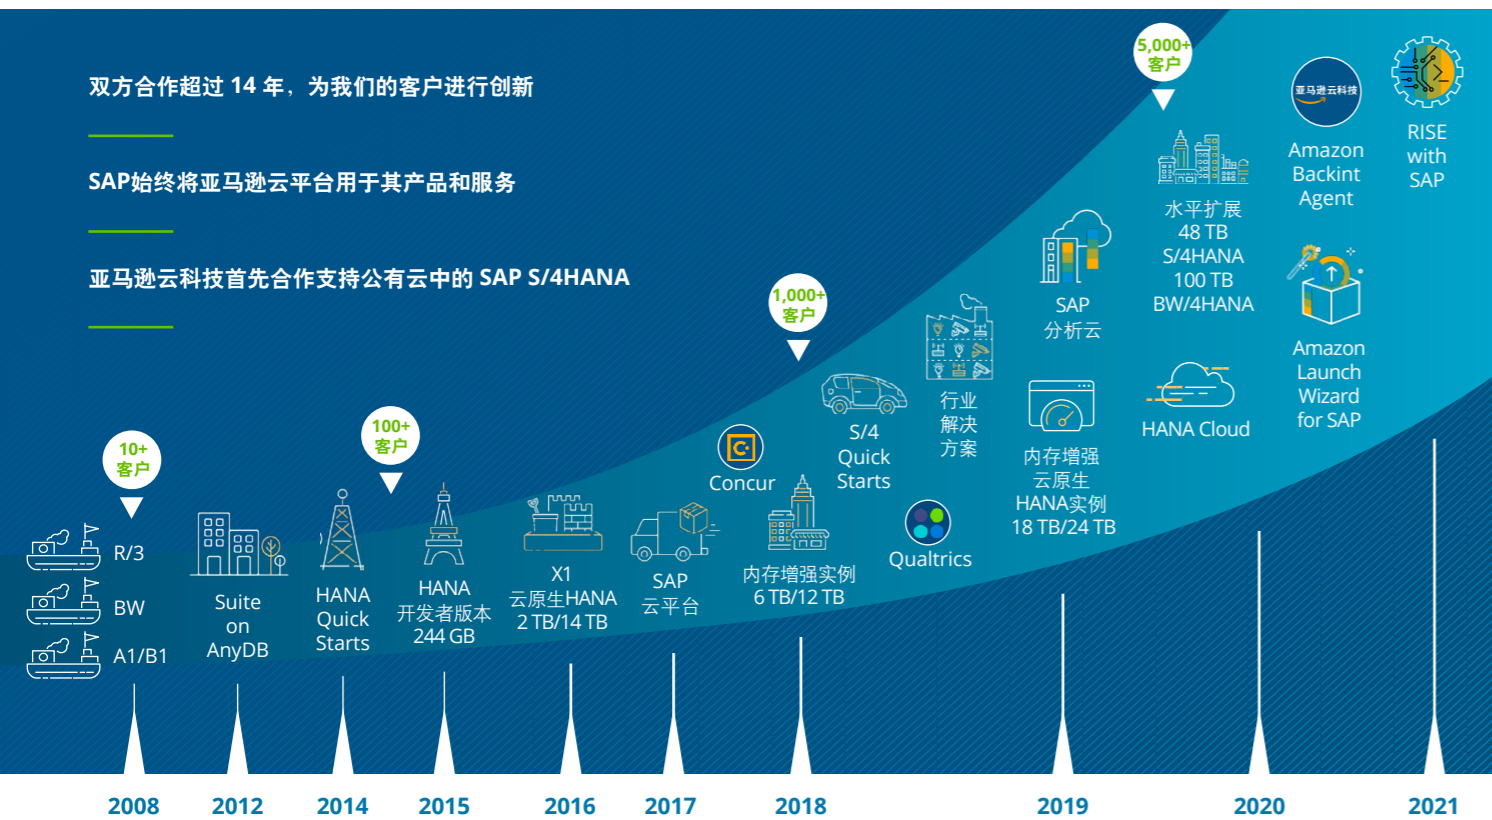 双方合作超过 14 年，为我们的客户进行创新
SAP始终将亚马逊云平台用于其产品和服务
亚马逊云科技首先合作支持公有云中的 SAP S/4HANA
10+
客户
R/3
BW
A1/B1
Suite
on
AnyDB
HANA
Quick
Starts
100+
客户
HANA
开发者版本
244 GB
X1
云原生HANA
2 TB/14 TB
SAP
云平台
Concur
1,000+
客户
内存增强实例
6 TB/12 TB
S/4
Quick
Starts
Qualtrics
行业
解决
方案
SAP
分析云
内存增强
云原生
HANA实例
18 TB/24 TB
5,000+
客户
水平扩展
48 TB
S/4HANA
100 TB
BW/4HANA
HANA Cloud
亚马逊云科技
Amazon
Backint
Agent
Amazon
Launch
Wizard
for SAP
RISE
with
SAP
2008
2012
2014
2015
2016
2017
2018
2019
2020
2021